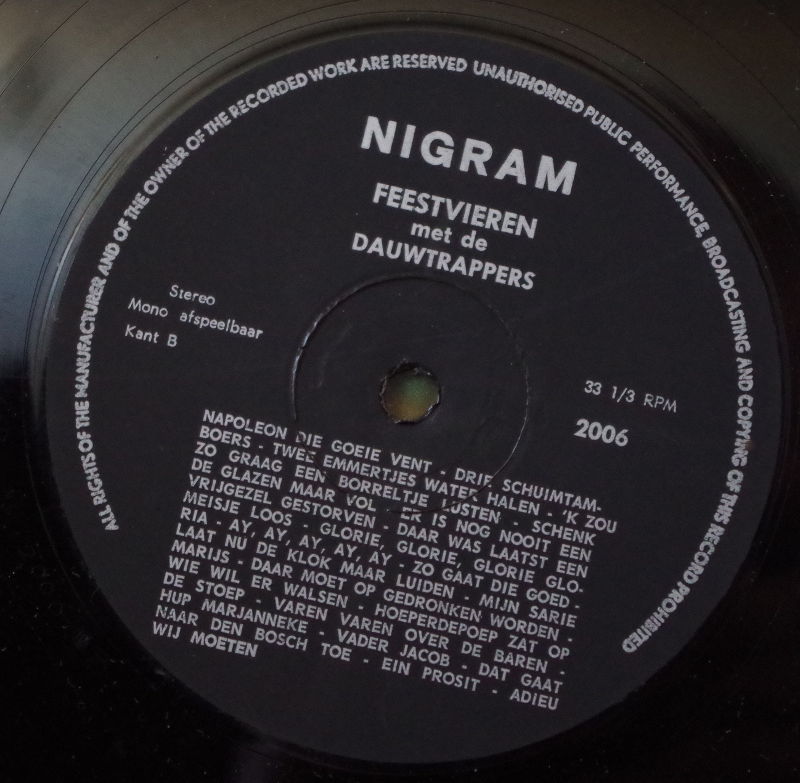 ALL RIGHTS OF THE MANUFACTURER AND OF THE OWNER OF THE RECORDED WORK ARE RESERVED UNAUTHORISED PUBLIC PERFORMANCE, BROADCASTING AND COPYING OF THIS RECORD PROHIBITED
NIGRAM
FEESTVIEREN
met de
DAUWTRAPPERS
Stereo
Mono afspeelbaar
Kant B
33 1/3 RPM
2006
NAPOLEON DIE GOEIE VENT - DRIE SCHUIMTAM-
BOERS - TWEE EMMERTJES WATER HALEN - 'K ZOU
ZO GRAAG EEN BORRELTJE LUSTEN - SCHENK
DE GLAZEN MAAR VOL - ER IS NOG NOOIT EEN
VRIJGEZEL GESTORVEN - DAAR WAS LAATST EEN
MEISJE LOOS - GLORIE, GLORIE, GLORIE GLO-
RIA - AY, AY, AY, AY, AY - ZO GAAT DIE GOED -
LAAT NU DE KLOK MAAR LUIDEN - MIJN SARIE
MARIJS - DAAR MOET OP GEDRONKEN WORDEN -
WIE WIL ER WALSEN - HOEPERDEPOEP ZAT OP
DE STOEP - VAREN VAREN OVER DE BAREN -
HUP MARJANNEKE - VADER JACOB - DAT GAAT
NAAR DEN BOSCH TOE - EIN PROSIT - ADIEU
WIJ MOETEN